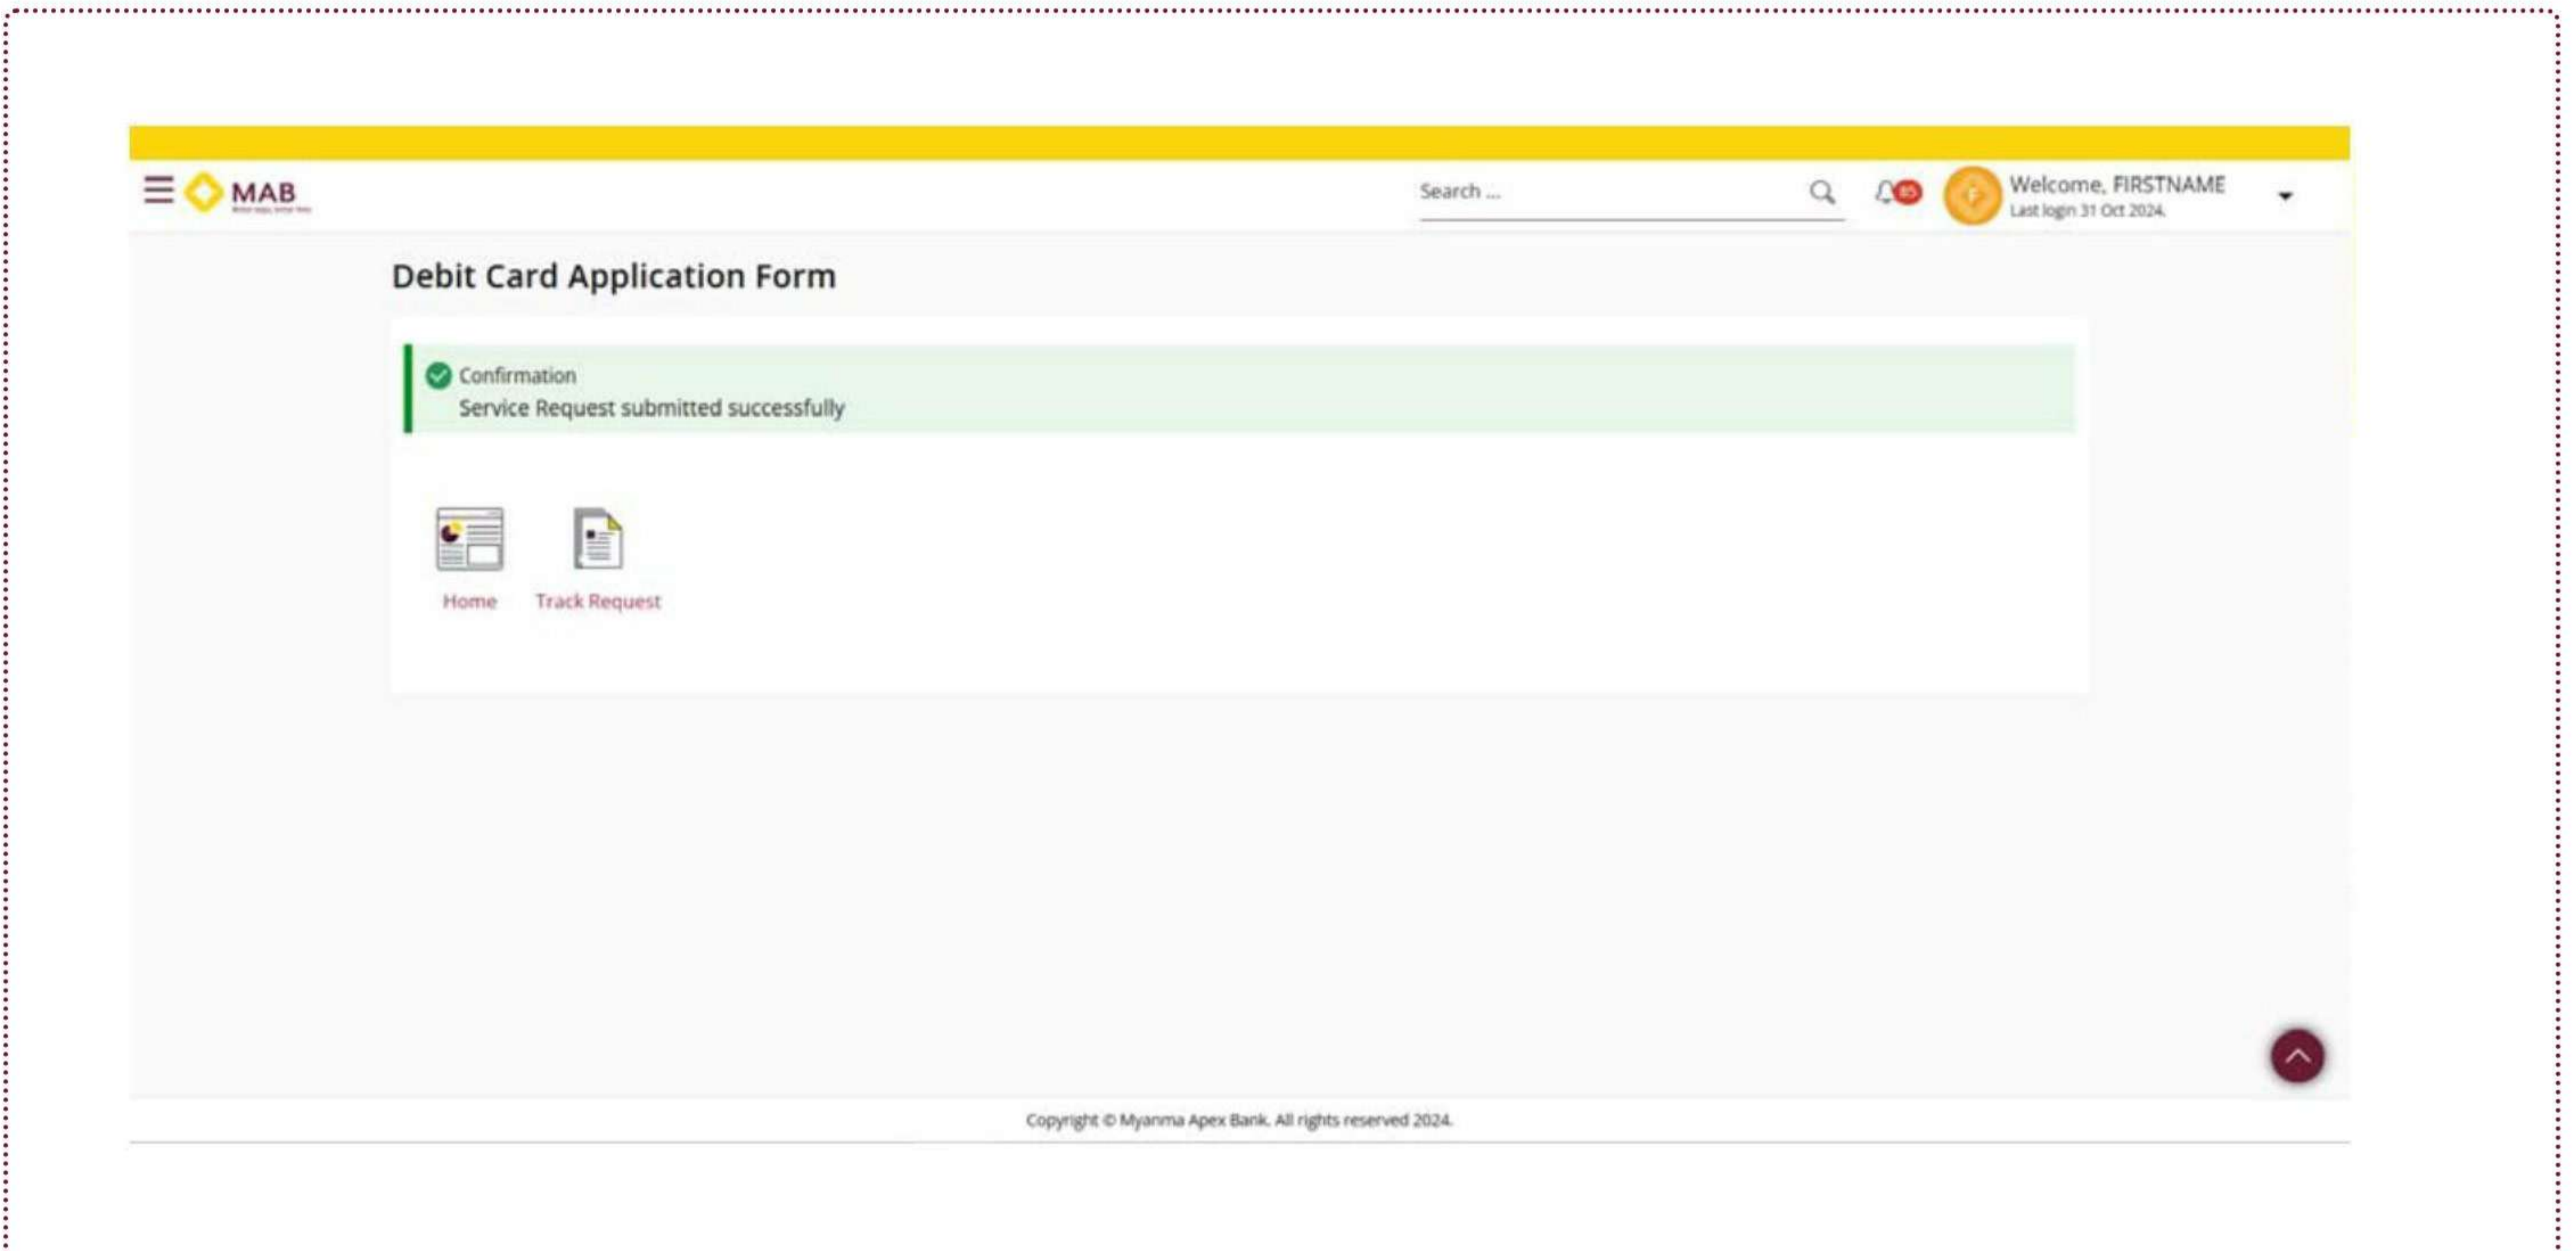 MAB
Search ...
Welcome, FIRSTNAME
Last login 31 Oct 2024.
Debit Card Application Form
Confirmation
Service Request submitted successfully
Home
Track Request
Copyright © Myanma Apex Bank. All rights reserved 2024.